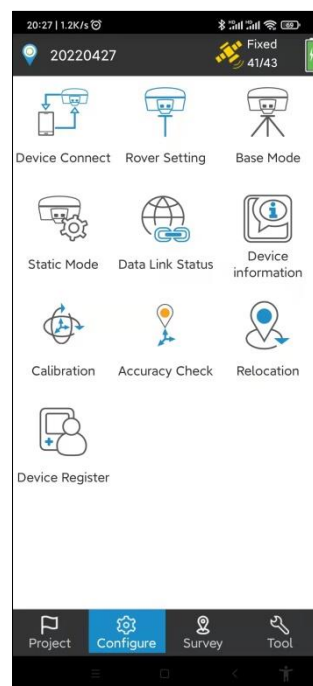 20:27 | 1.2K/s
69
20220427
Fixed
41/43
Device Connect
Rover Setting
Base Mode
Static Mode
Data Link Status
Device
information
Calibration
Accuracy Check
Relocation
Device Register
Project
Configure
Survey
Tool